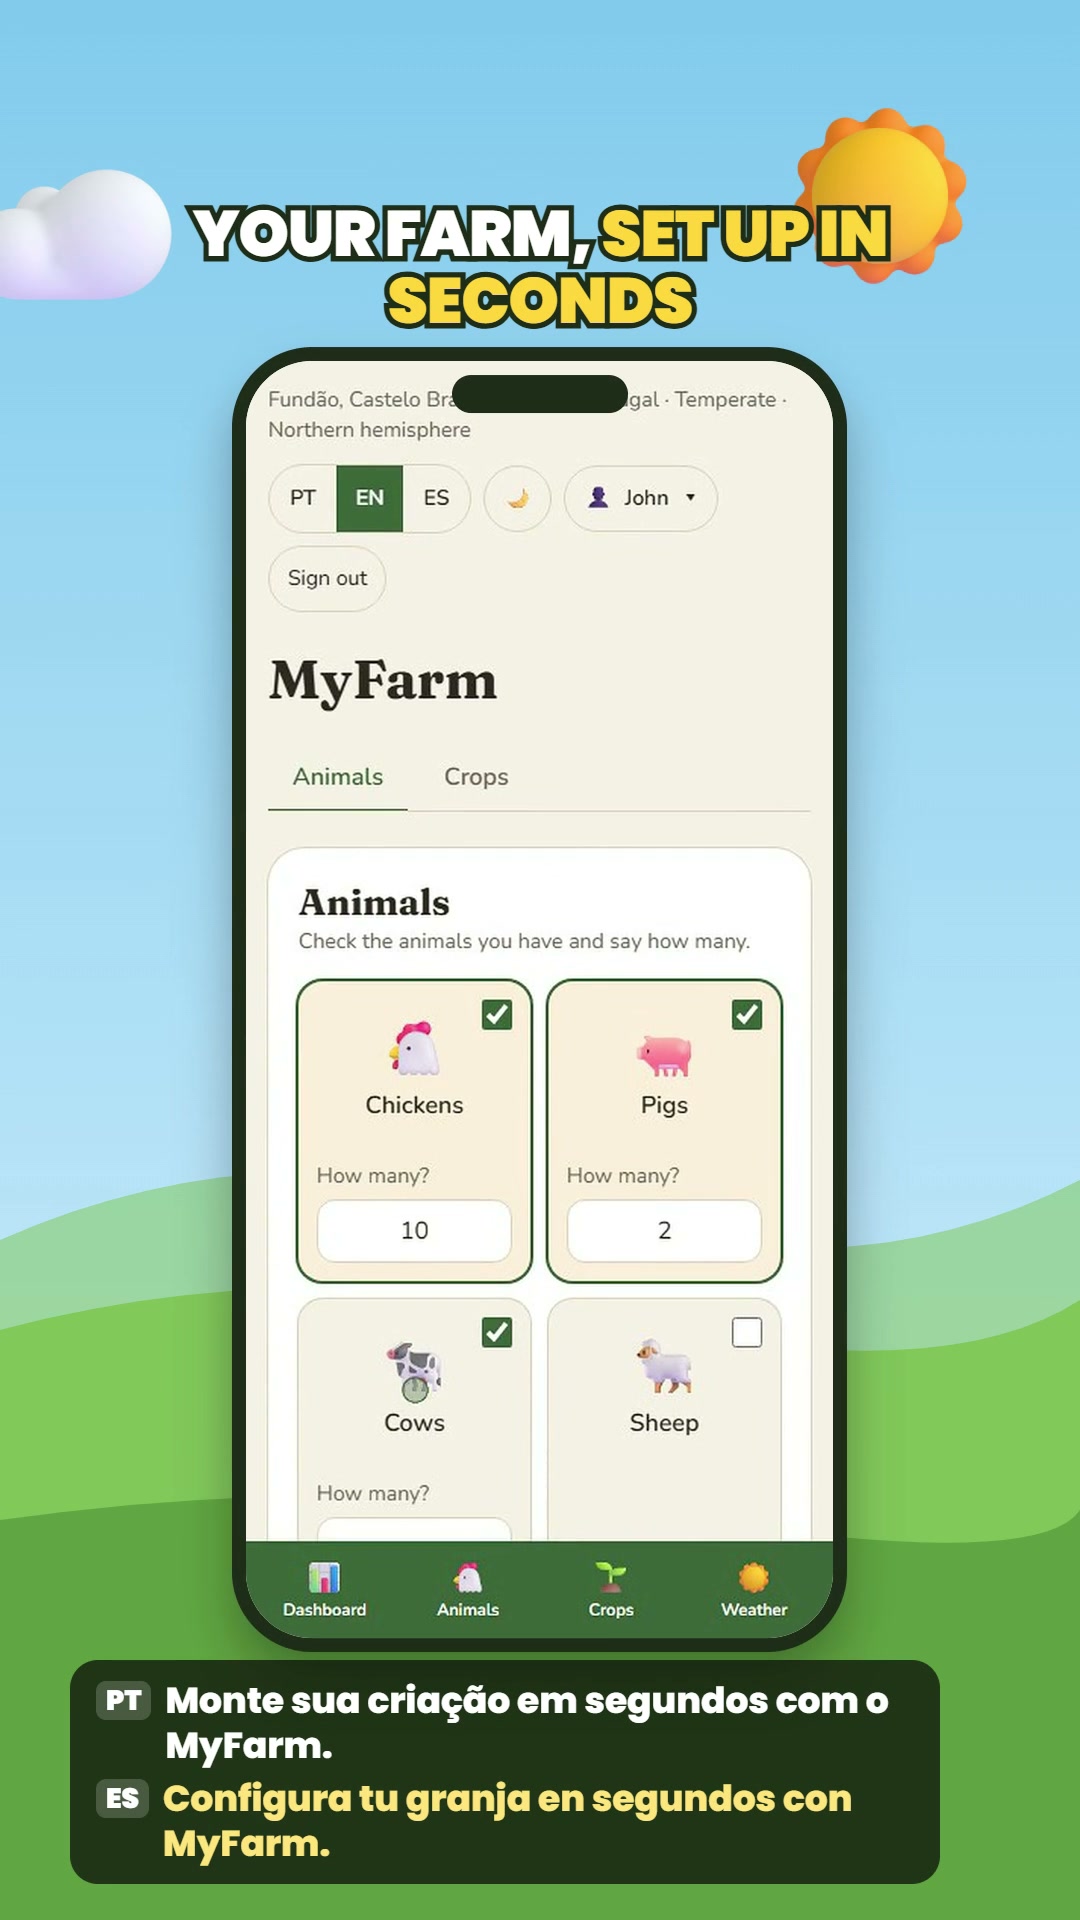 YOUR FARM, SET UP IN
SECONDS
Fundão, Castelo · Temperate ·
Northern hemisphere
PT EN ES John
Sign out
MyFarm
Animals Crops
Animals
Check the animals you have and say how many.
Chickens Pigs
How many? How many?
10 2
Cows Sheep
How many?
Dashboard Animals Crops Weather
PT Monte sua criação em segundos com o
MyFarm.
ES Configura tu granja en segundos con
MyFarm.